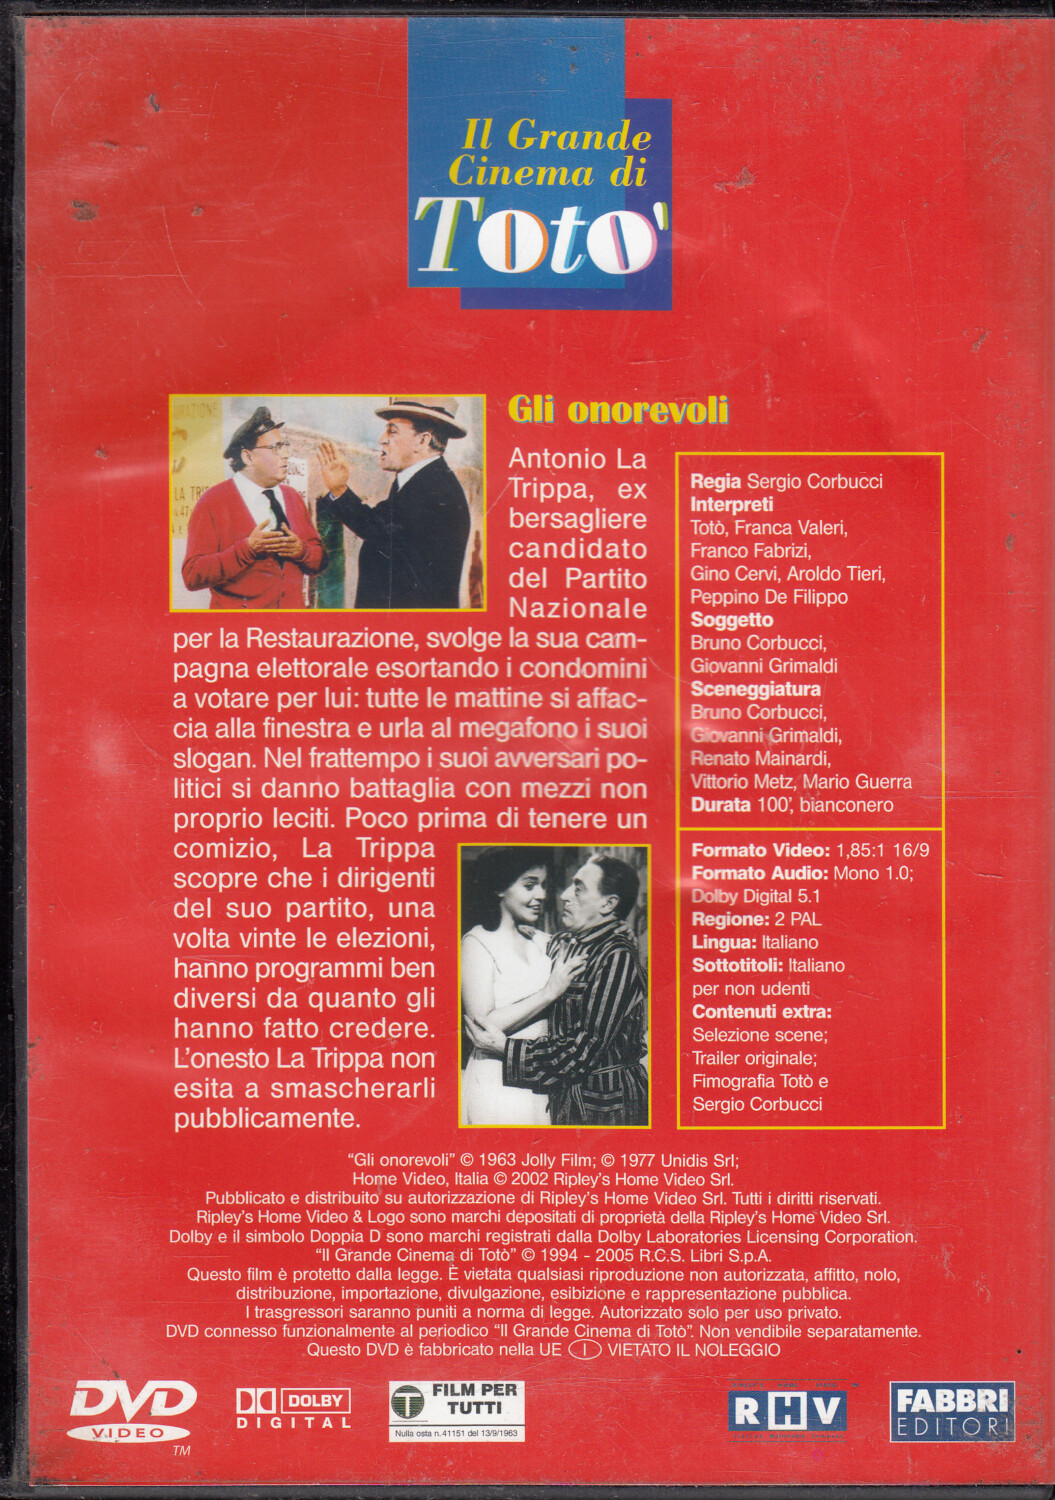 Il Grande
Cinema di
Totò
Gli onorevoli
Antonio La
Trippa, ex
bersagliere
candidato
del Partito
Nazionale
per la Restaurazione, svolge la sua cam-
pagna elettorale esortando i condomini
a votare per lui: tutte le mattine si affac-
cia alla finestra e urla al megafono i suoi
slogan. Nel frattempo i suoi avversari po-
litici si danno battaglia con mezzi non
proprio leciti. Poco prima di tenere un
comizio, La Trippa
scopre che i dirigenti
del suo partito, una
volta vinte le elezioni,
hanno programmi ben
diversi da quanto gli
hanno fatto credere.
L'onesto La Trippa non
esita a smascherarli
pubblicamente.
Regia Sergio Corbucci
Interpreti
Totò, Franca Valeri,
Franco Fabrizi,
Gino Cervi, Aroldo Tieri,
Peppino De Filippo
Soggetto
Bruno Corbucci,
Giovanni Grimaldi
Sceneggiatura
Bruno Corbucci,
Giovanni Grimaldi,
Renato Mainardi,
Vittorio Metz, Mario Guerra
Durata 100', bianconero
Formato Video: 1,85:1 16/9
Formato Audio: Mono 1.0;
Dolby Digital 5.1
Regione: 2 PAL
Lingua: Italiano
Sottotitoli: Italiano
per non udenti
Contenuti extra:
Selezione scene;
Trailer originale;
Fimografia Totò e
Sergio Corbucci
"Gli onorevoli" © 1963 Jolly Film; © 1977 Unidis Srl;
Home Video, Italia © 2002 Ripley's Home Video Srl.
Pubblicato e distribuito su autorizzazione di Ripley's Home Video Srl. Tutti i diritti riservati.
Ripley's Home Video & Logo sono marchi depositati di proprietà della Ripley's Home Video Srl.
Dolby e il simbolo Doppia D sono marchi registrati dalla Dolby Laboratories Licensing Corporation.
"Il Grande Cinema di Totò" © 1994 - 2005 R.C.S. Libri S.p.A.
Questo film è protetto dalla legge. È vietata qualsiasi riproduzione non autorizzata, affitto, nolo,
distribuzione, importazione, divulgazione, esibizione e rappresentazione pubblica.
I trasgressori saranno puniti a norma di legge. Autorizzato solo per uso privato.
DVD connesso funzionalmente al periodico "Il Grande Cinema di Totò". Non vendibile separatamente.
Questo DVD è fabbricato nella UE I VIETATO IL NOLEGGIO
DVD
VIDEO
TM
DOLBY
DIGITAL
T
FILM PER
TUTTI
Nulla osta n.41151 del 13/9/1963
RHV
FABBRI
EDITORI